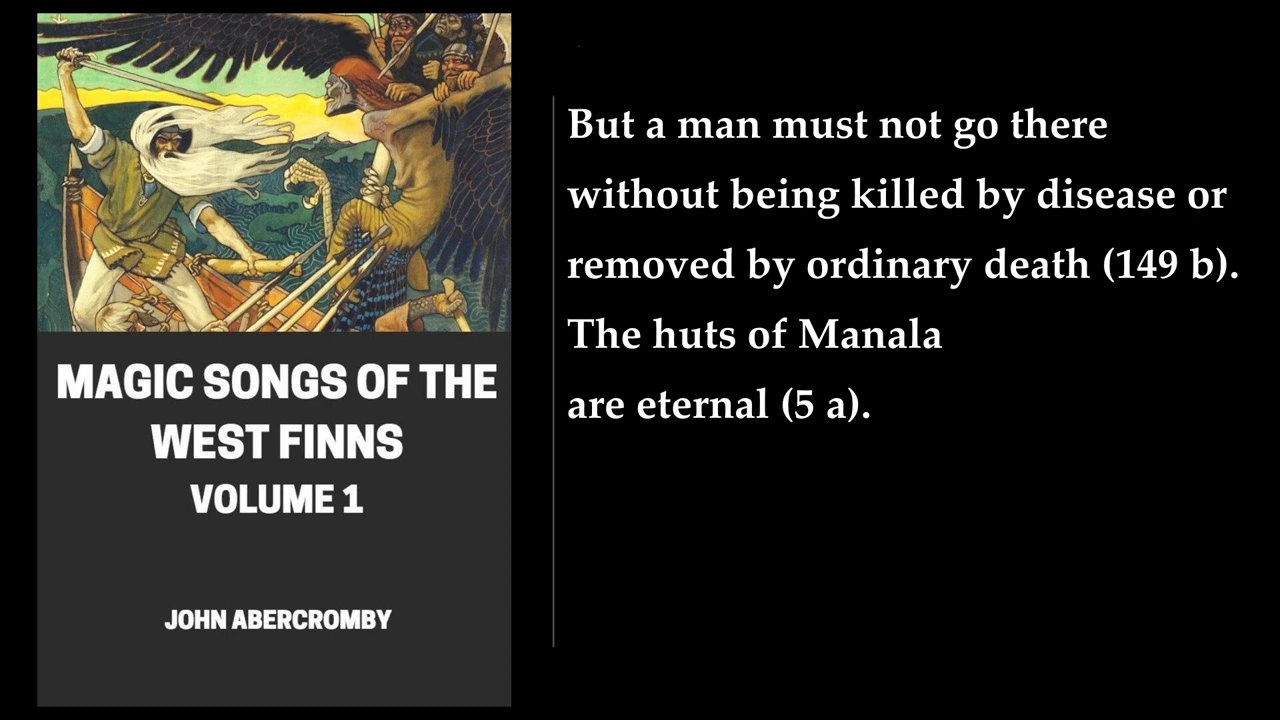 MAGIC SONGS OF THE
WEST FINNS
VOLUME 1
JOHN ABERCROMBY
But a man must not go there
without being killed by disease or
removed by ordinary death (149 b).
The huts of Manala
are eternal (5 a).